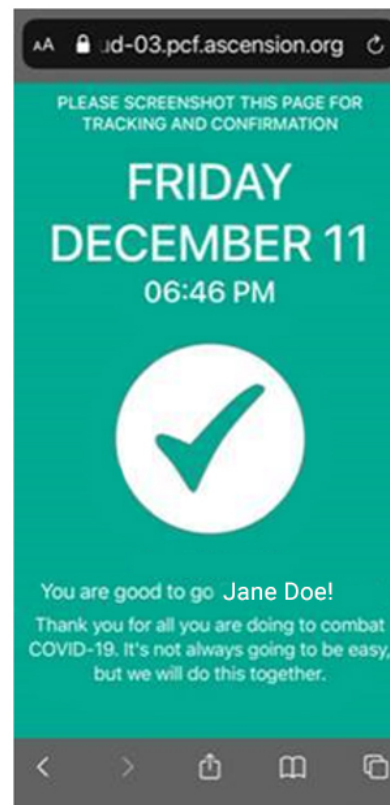 AA ud-03.pcf.ascension.org
PLEASE SCREENSHOT THIS PAGE FOR
TRACKING AND CONFIRMATION
FRIDAY
DECEMBER 11
06:46 PM
You are good to go Jane Doe!
Thank you for all you are doing to combat
COVID-19. It's not always going to be easy,
but we will do this together.